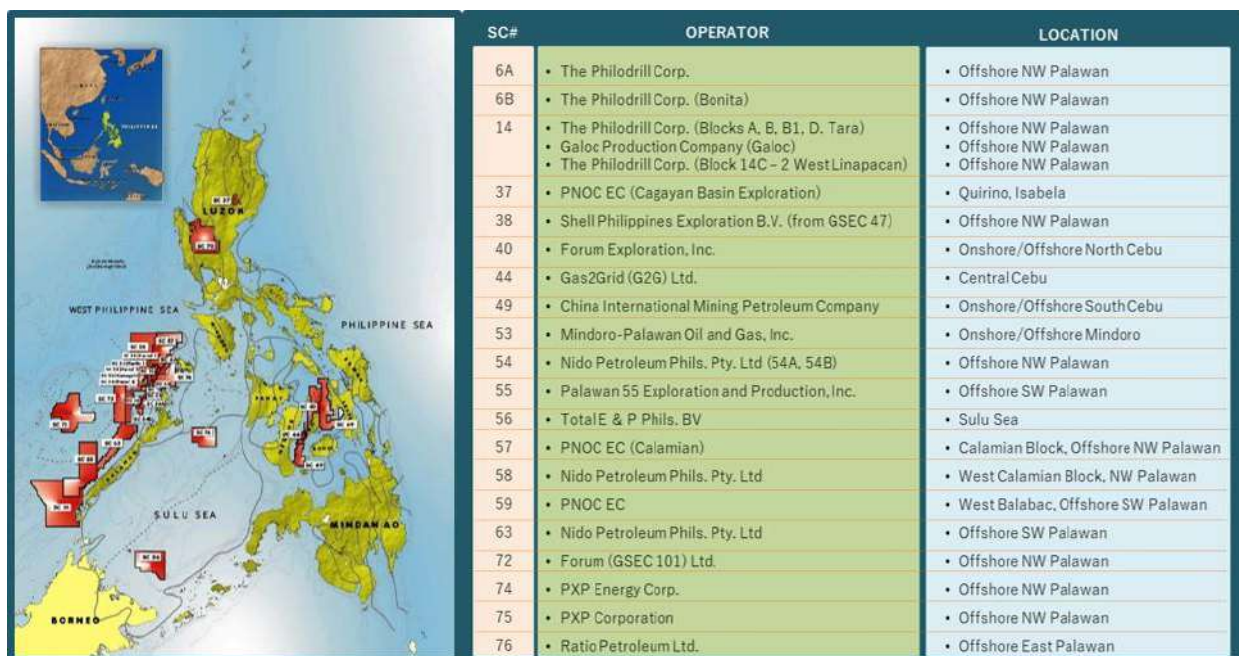 PHILIPPINES
SC 37
LUZON
WEST PHILIPPINE SEA
PHILIPPINE SEA
PANAY
SULU SEA
MINDANAO
BORNEO
SC# OPERATOR LOCATION
6A • The Philodrill Corp. • Offshore NW Palawan
6B • The Philodrill Corp. (Bonita) • Offshore NW Palawan
14 • The Philodrill Corp. (Blocks A, B, B1, D. Tara) • Offshore NW Palawan
• Galoc Production Company (Galoc) • Offshore NW Palawan
• The Philodrill Corp. (Block 14C – 2 West Linapacan) • Offshore NW Palawan
37 • PNOC EC (Cagayan Basin Exploration) • Quirino, Isabela
38 • Shell Philippines Exploration B.V. (from GSEC 47) • Offshore NW Palawan
40 • Forum Exploration, Inc. • Onshore/Offshore North Cebu
44 • Gas2Grid (G2G) Ltd. • Central Cebu
49 • China International Mining Petroleum Company • Onshore/Offshore South Cebu
53 • Mindoro-Palawan Oil and Gas, Inc. • Onshore/Offshore Mindoro
54 • Nido Petroleum Phils. Pty. Ltd (54A, 54B) • Offshore NW Palawan
55 • Palawan 55 Exploration and Production, Inc. • Offshore SW Palawan
56 • Total E & P Phils. BV • Sulu Sea
57 • PNOC EC (Calamian) • Calamian Block, Offshore NW Palawan
58 • Nido Petroleum Phils. Pty. Ltd • West Calamian Block, NW Palawan
59 • PNOC EC • West Balabac, Offshore SW Palawan
63 • Nido Petroleum Phils. Pty. Ltd • Offshore SW Palawan
72 • Forum (GSEC 101) Ltd. • Offshore NW Palawan
74 • PXP Energy Corp. • Offshore NW Palawan
75 • PXP Corporation • Offshore NW Palawan
76 • Ratio Petroleum Ltd. • Offshore East Palawan